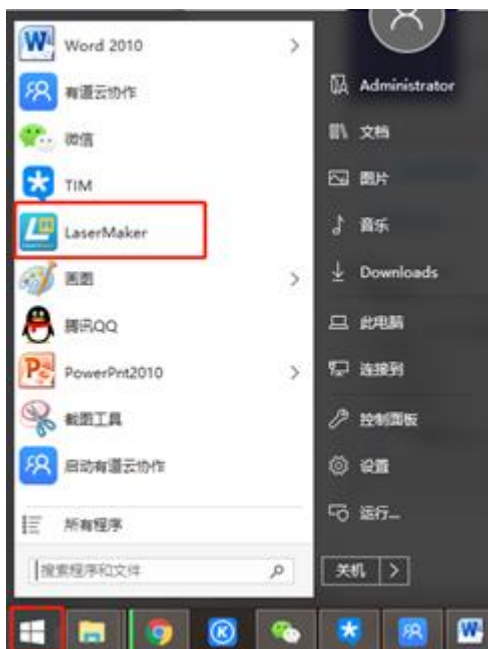 Word 2010
有道云协作
微信
TIM
LaserMaker
画图
腾讯QQ
PowerPnt2010
截图工具
启动有道云协作
所有程序
搜索程序和文件
Administrator
文档
图片
音乐
Downloads
此电脑
连接到
控制面板
设置
运行...
关机